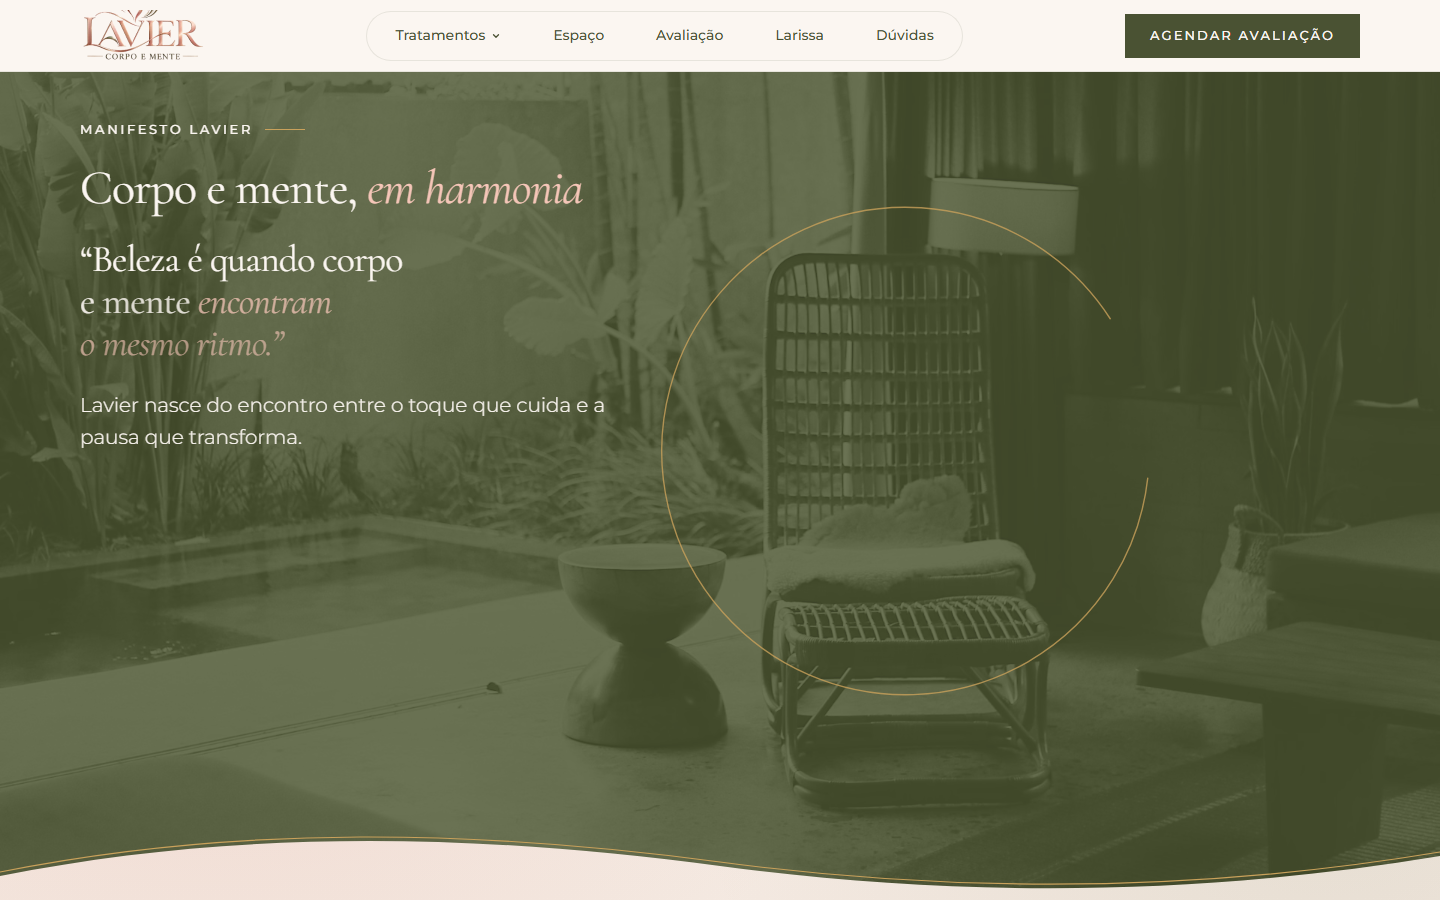 LAVIER
CORPO E MENTE
Tratamentos
Espaço
Avaliação
Larissa
Dúvidas
AGENDAR AVALIAÇÃO
MANIFESTO LAVIER
Corpo e mente, em harmonia
“Beleza é quando corpo
e mente encontram
o mesmo ritmo.”
Lavier nasce do encontro entre o toque que cuida e a
pausa que transforma.